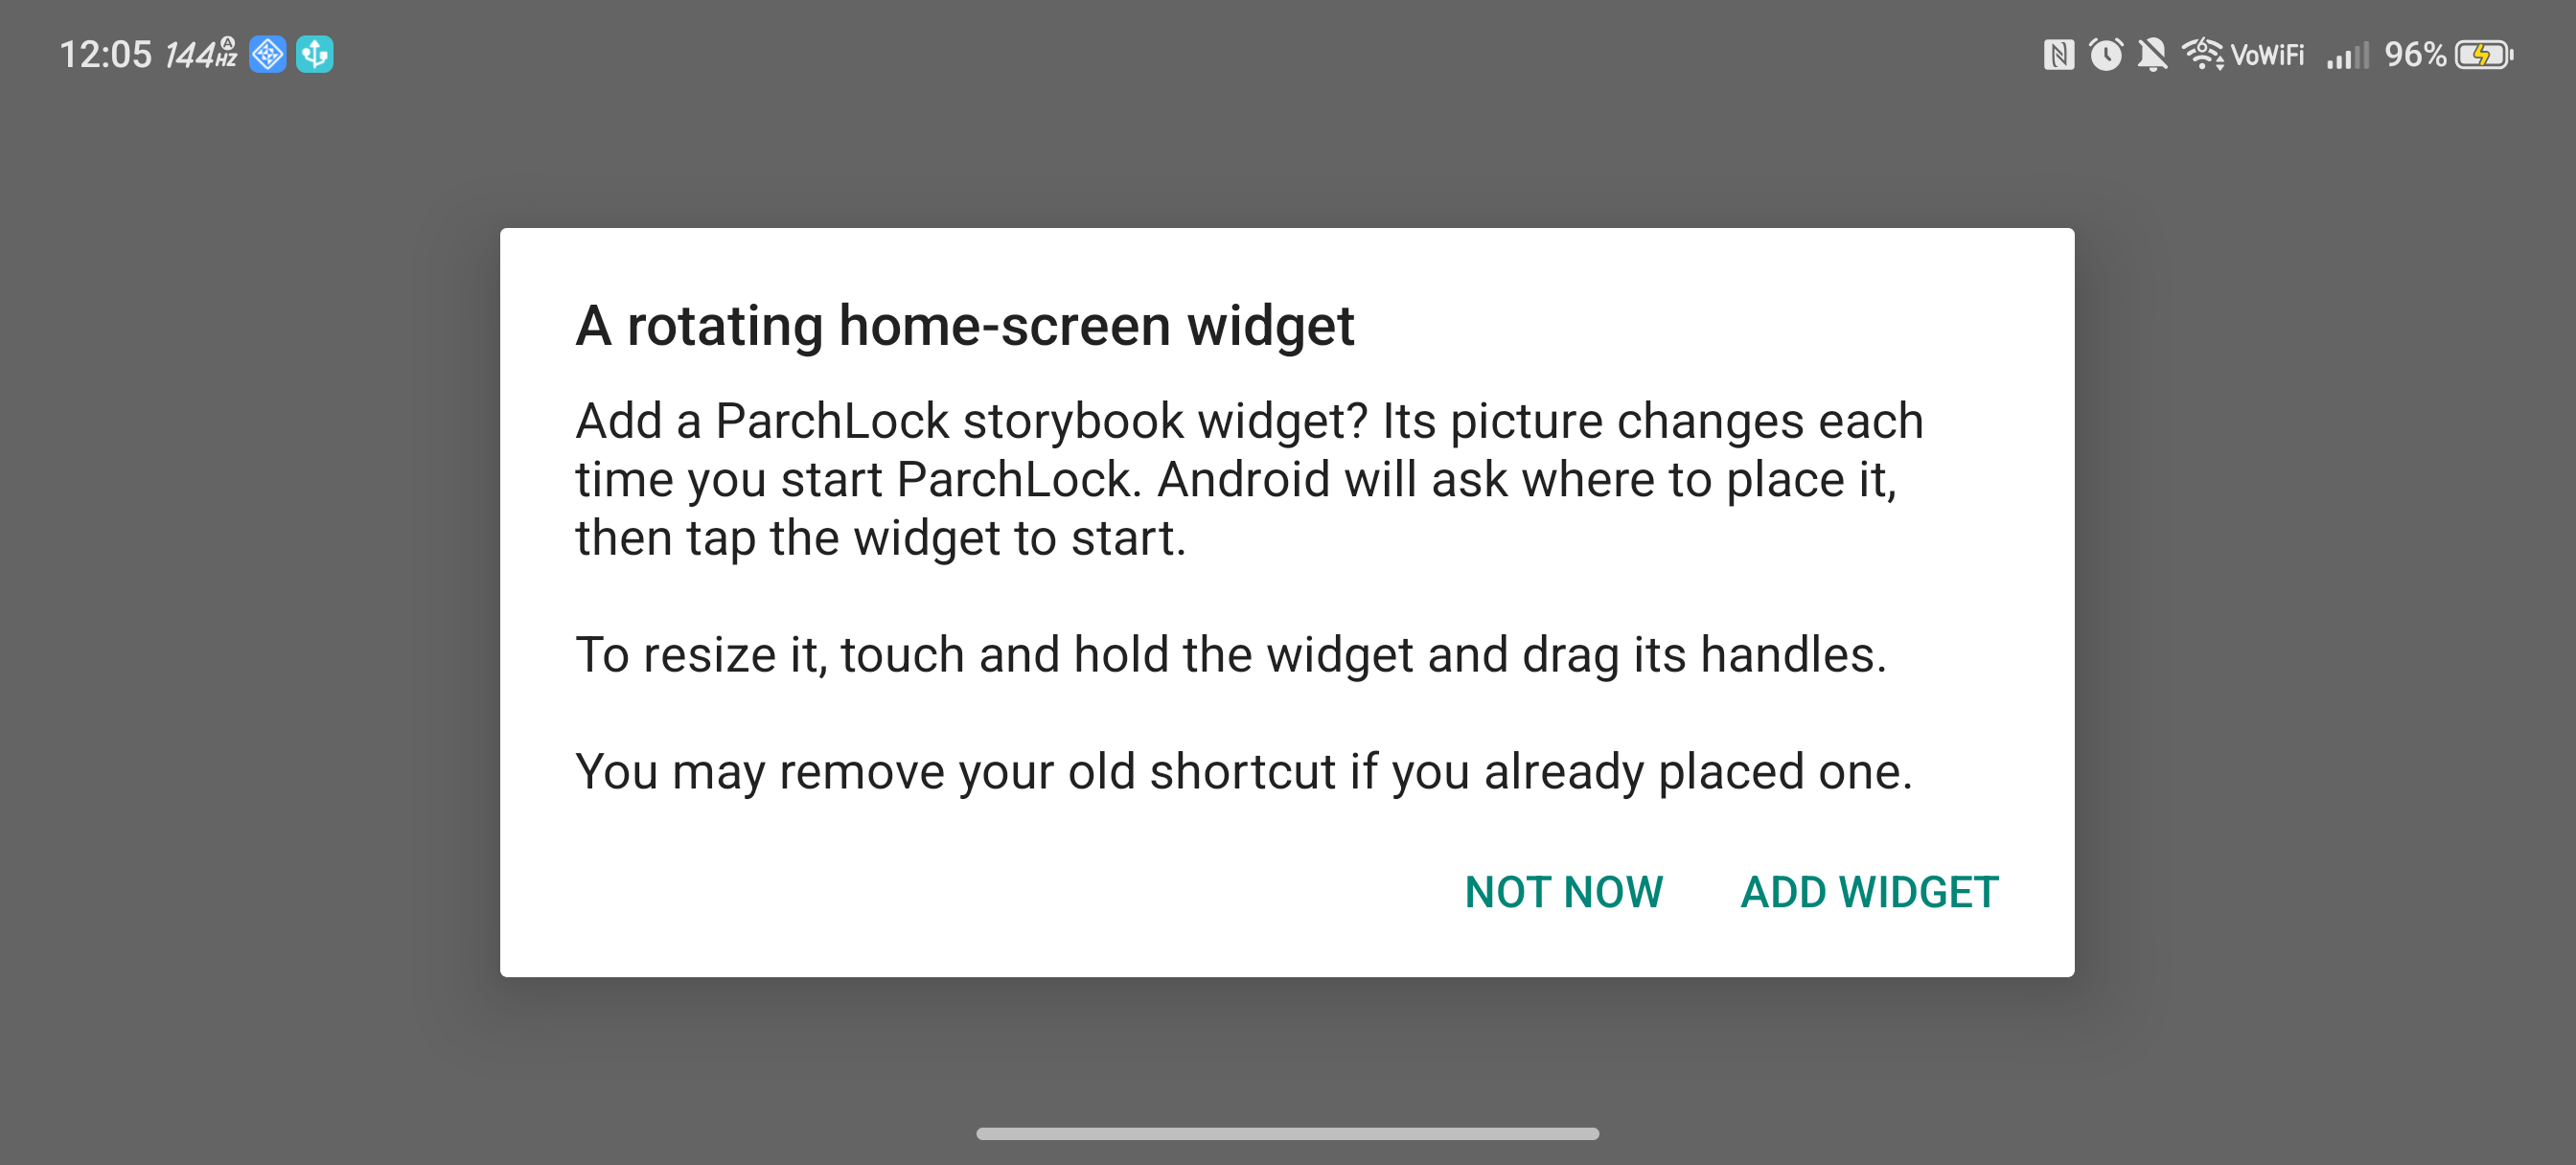 12:05 144HZ A
VoWiFi 96%
A rotating home-screen widget
Add a ParchLock storybook widget? Its picture changes each
time you start ParchLock. Android will ask where to place it,
then tap the widget to start.
To resize it, touch and hold the widget and drag its handles.
You may remove your old shortcut if you already placed one.
NOT NOW ADD WIDGET